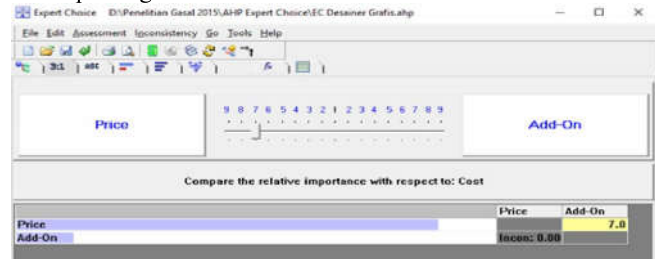 Expert Choice D:\Penelitian Gasal 2015\AHP Expert Choice\EC Desainer Grafis.ahp
File Edit Assessment Inconsistency Go Tools Help
3:1 ABC
9 8 7 6 5 4 3 2 1 2 3 4 5 6 7 8 9
Price Add-On
Compare the relative importance with respect to: Cost
Price Add-On
Price 7.0
Add-On Incon: 0.00